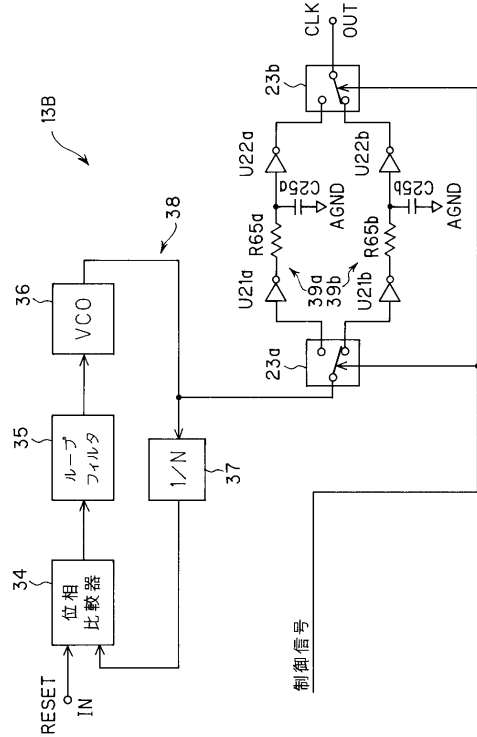 13B
34
35
36
38
RESET
IN
位相
比較器
ループ
フィルタ
VCO
1/N
37
23a
U21a
39a
R65a
C25a
AGND
U22a
23b
CLK
OUT
U21b
39b
R65b
C25b
AGND
U22b
制御信号